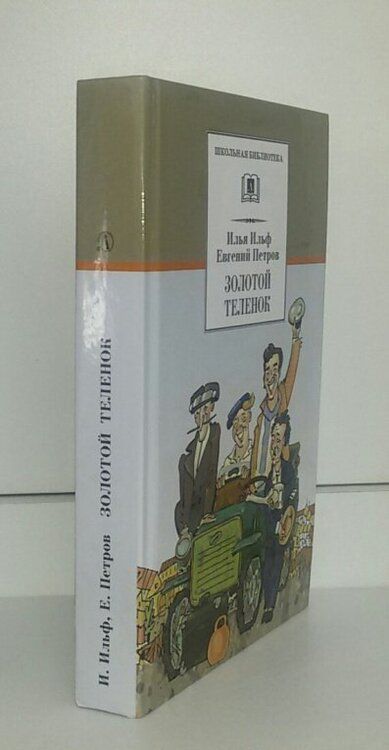 ШКОЛЬНАЯ БИБЛИОТЕКА
Илья Ильф
Евгений Петров
ЗОЛОТОЙ
ТЕЛЕНОК
И. Ильф, Е. Петров ЗОЛОТОЙ ТЕЛЕНОК